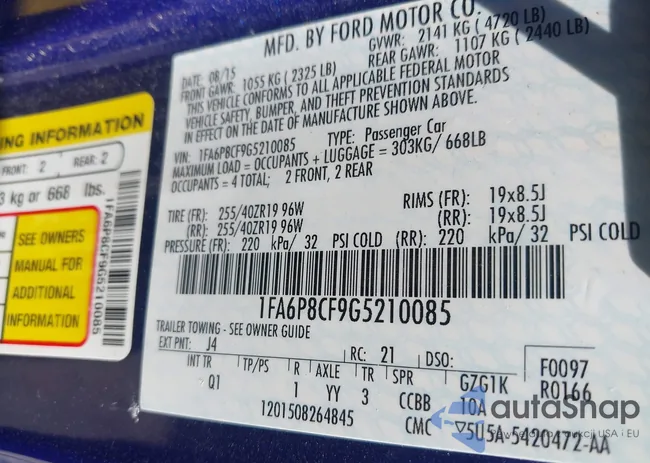 MFD. BY FORD MOTOR CO.
DATE: 08/15 GVWR: 2141 KG (4720 LB)
FRONT GAWR: 1055 KG (2325 LB) REAR GAWR: 1107 KG (2440 LB)
THIS VEHICLE CONFORMS TO ALL APPLICABLE FEDERAL MOTOR
VEHICLE SAFETY, BUMPER, AND THEFT PREVENTION STANDARDS
IN EFFECT ON THE DATE OF MANUFACTURE SHOWN ABOVE.
VIN: 1FA6P8CF9G5210085 TYPE: Passenger Car
MAXIMUM LOAD = OCCUPANTS + LUGGAGE = 303KG/ 668LB
OCCUPANTS = 4 TOTAL; 2 FRONT, 2 REAR
TIRE (FR): 255/40ZR19 96W RIMS (FR): 19x8.5J
(RR): 255/40ZR19 96W (RR): 19x8.5J
PRESSURE (FR): 220 kPa/ 32 PSI COLD (RR): 220 kPa/ 32 PSI COLD
1FA6P8CF9G5210085
TRAILER TOWING - SEE OWNER GUIDE
EXT PNT: J4 RC: 21 DSO: F0097
R0166
INT TR TP/PS R AXLE TR SPR GZG1K
Q1 1 YY 3 CCBB 10A
1201508264845 CMC 5U5A-5420472-AA
NG INFORMATION
FRONT: 2 REAR: 2
3 kg or 668 lbs.
SEE OWNERS
MANUAL FOR
ADDITIONAL
INFORMATION
1FA6P8CF9G5210085
autaSnap
USA i EU